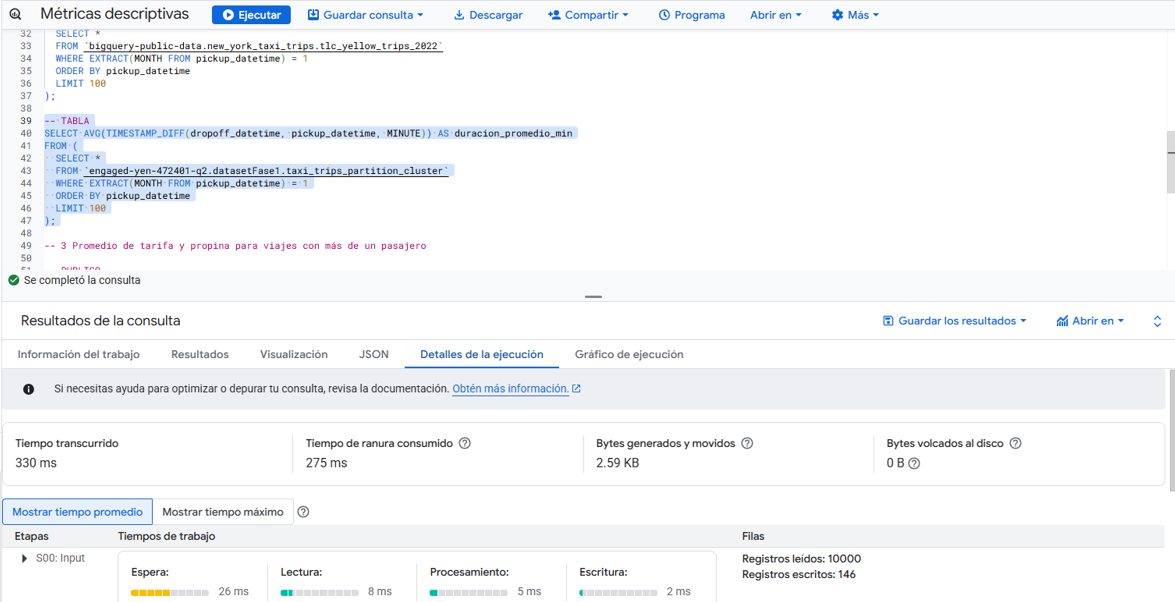 Métricas descriptivas Ejecutar Guardar consulta Descargar Compartir Programa Abrir en Más
32 SELECT *
33 FROM `bigquery-public-data.new_york_taxi_trips.tlc_yellow_trips_2022`
34 WHERE EXTRACT(MONTH FROM pickup_datetime) = 1
35 ORDER BY pickup_datetime
36 LIMIT 100
37 );
38
39 -- TABLA
40 SELECT AVG(TIMESTAMP_DIFF(dropoff_datetime, pickup_datetime, MINUTE)) AS duracion_promedio_min
41 FROM (
42 SELECT *
43 FROM `engaged-yen-472401-q2.datasetFase1.taxi_trips_partition_cluster`
44 WHERE EXTRACT(MONTH FROM pickup_datetime) = 1
45 ORDER BY pickup_datetime
46 LIMIT 100
47 );
48
49 -- 3 Promedio de tarifa y propina para viajes con más de un pasajero
50
51 -- PUBLICO
Se completó la consulta
Resultados de la consulta Guardar los resultados Abrir en
Información del trabajo Resultados Visualización JSON Detalles de la ejecución Gráfico de ejecución
Si necesitas ayuda para optimizar o depurar tu consulta, revisa la documentación. Obtén más información.
Tiempo transcurrido Tiempo de ranura consumido Bytes generados y movidos Bytes volcados al disco
330 ms 275 ms 2.59 KB 0 B
Mostrar tiempo promedio Mostrar tiempo máximo
Etapas Tiempos de trabajo Filas
S00: Input Registros leídos: 10000
Espera: Lectura: Procesamiento: Escritura: Registros escritos: 146
26 ms 8 ms 5 ms 2 ms